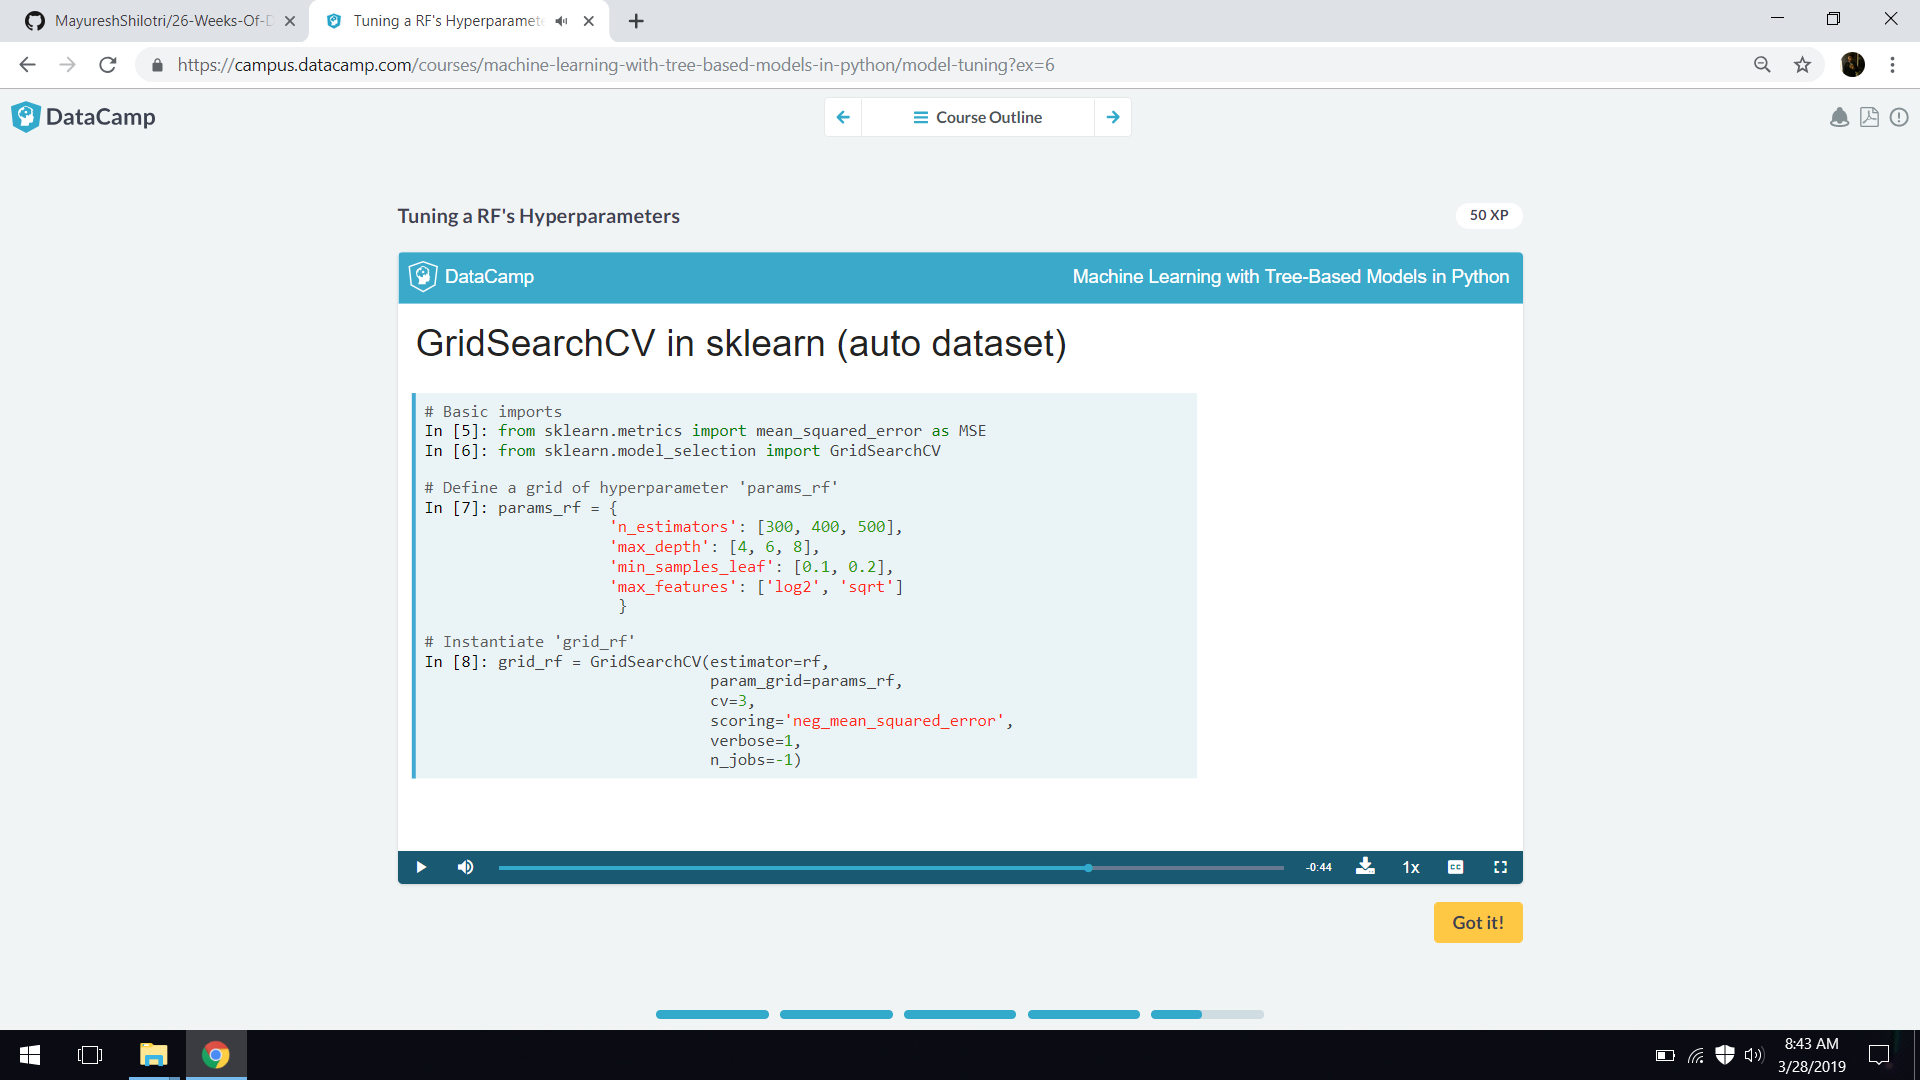 MayureshShilotri/26-Weeks-Of-D
Tuning a RF's Hyperparamet
https://campus.datacamp.com/courses/machine-learning-with-tree-based-models-in-python/model-tuning?ex=6
DataCamp
Course Outline
Tuning a RF's Hyperparameters
50 XP
DataCamp
Machine Learning with Tree-Based Models in Python
GridSearchCV in sklearn (auto dataset)
# Basic imports
In [5]: from sklearn.metrics import mean_squared_error as MSE
In [6]: from sklearn.model_selection import GridSearchCV
# Define a grid of hyperparameter 'params_rf'
In [7]: params_rf = {
'n_estimators': [300, 400, 500],
'max_depth': [4, 6, 8],
'min_samples_leaf': [0.1, 0.2],
'max_features': ['log2', 'sqrt']
}
# Instantiate 'grid_rf'
In [8]: grid_rf = GridSearchCV(estimator=rf,
param_grid=params_rf,
cv=3,
scoring='neg_mean_squared_error',
verbose=1,
n_jobs=-1)
-0:44
1x
CC
Got it!
8:43 AM
3/28/2019